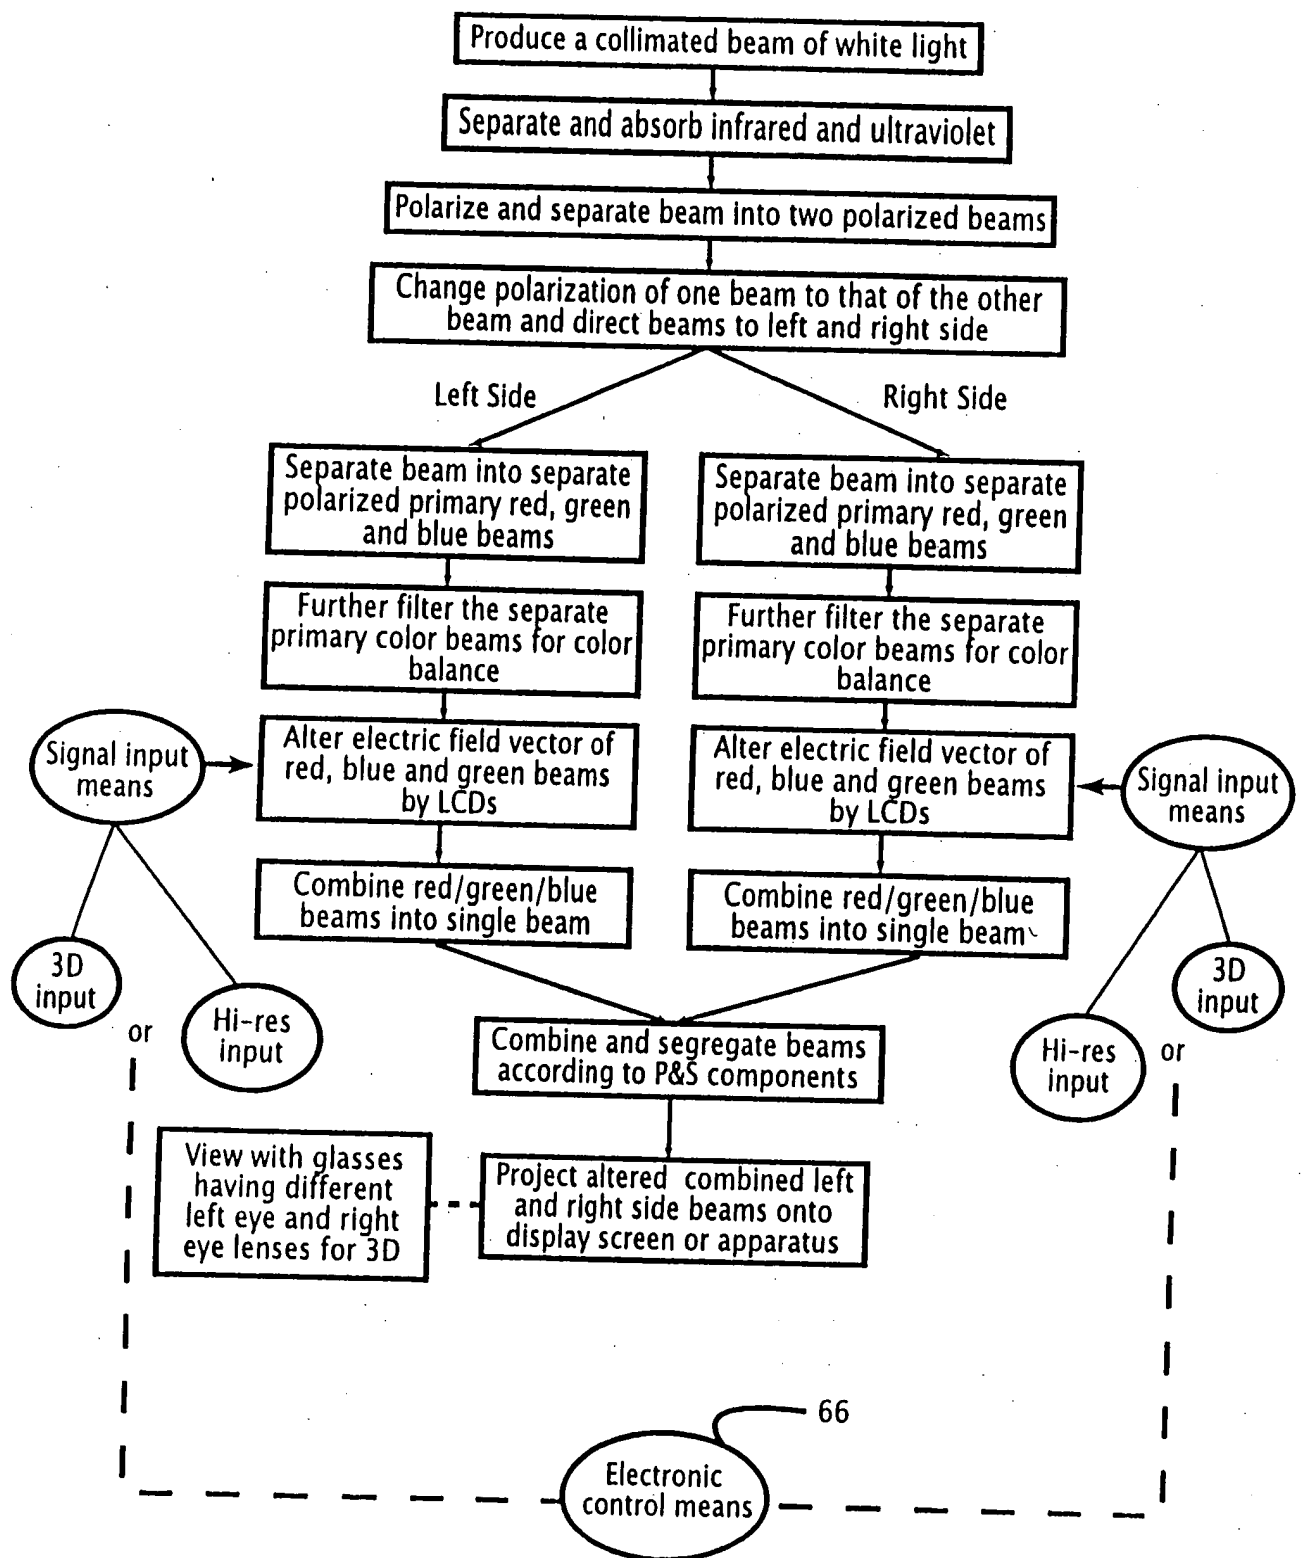 Produce a collimated beam of white light
Separate and absorb infrared and ultraviolet
Polarize and separate beam into two polarized beams
Change polarization of one beam to that of the other
beam and direct beams to left and right side
Left Side
Right Side
Separate beam into separate
polarized primary red, green
and blue beams
Separate beam into separate
polarized primary red, green
and blue beams
Further filter the separate
primary color beams for color
balance
Further filter the separate
primary color beams for color
balance
Signal input
means
Alter electric field vector of
red, blue and green beams
by LCDs
Alter electric field vector of
red, blue and green beams
by LCDs
Signal input
means
Combine red/green/blue
beams into single beam
Combine red/green/blue
beams into single beam
3D
input
or
Hi-res
input
Hi-res
input
or
3D
input
Combine and segregate beams
according to P&S components
View with glasses
having different
left eye and right
eye lenses for 3D
Project altered combined left
and right side beams onto
display screen or apparatus
66
Electronic
control means